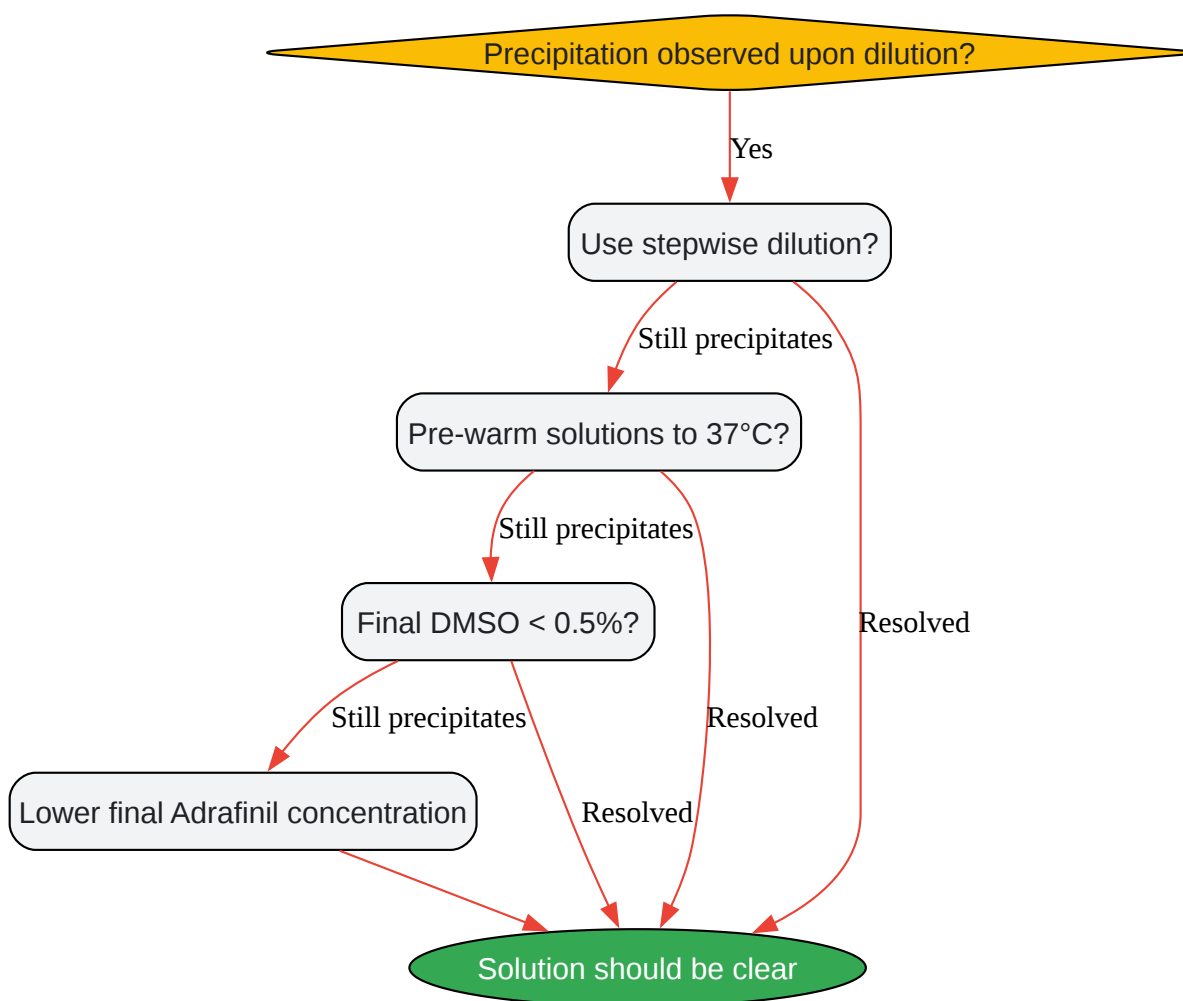 Precipitation observed upon dilution?
Yes
Use stepwise dilution?
Still precipitates
Pre-warm solutions to 37°C?
Still precipitates
Final DMSO < 0.5%?
Resolved
Still precipitates
Resolved
Lower final Adrafinil concentration
Resolved
Solution should be clear